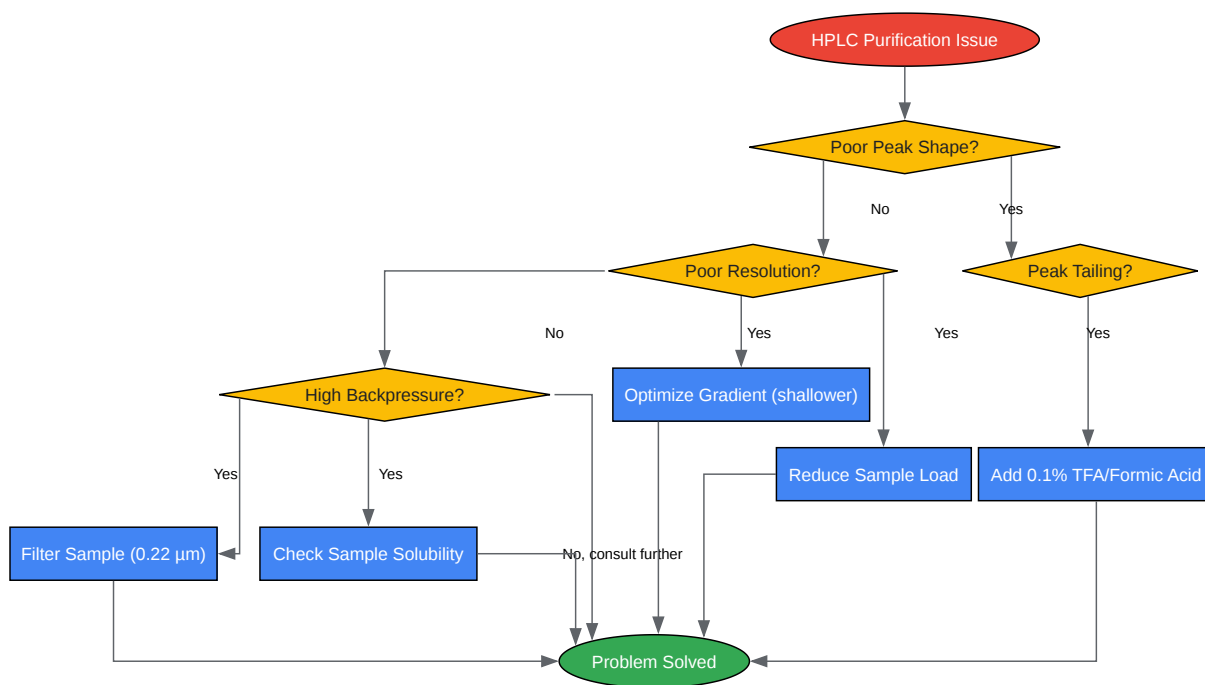 HPLC Purification Issue
Poor Peak Shape?
No
Yes
Poor Resolution?
Peak Tailing?
No
Yes
Yes
Yes
High Backpressure?
Optimize Gradient (shallower)
Yes
Yes
Reduce Sample Load
Add 0.1% TFA/Formic Acid
Filter Sample (0.22 µm)
Check Sample Solubility
No, consult further
Problem Solved